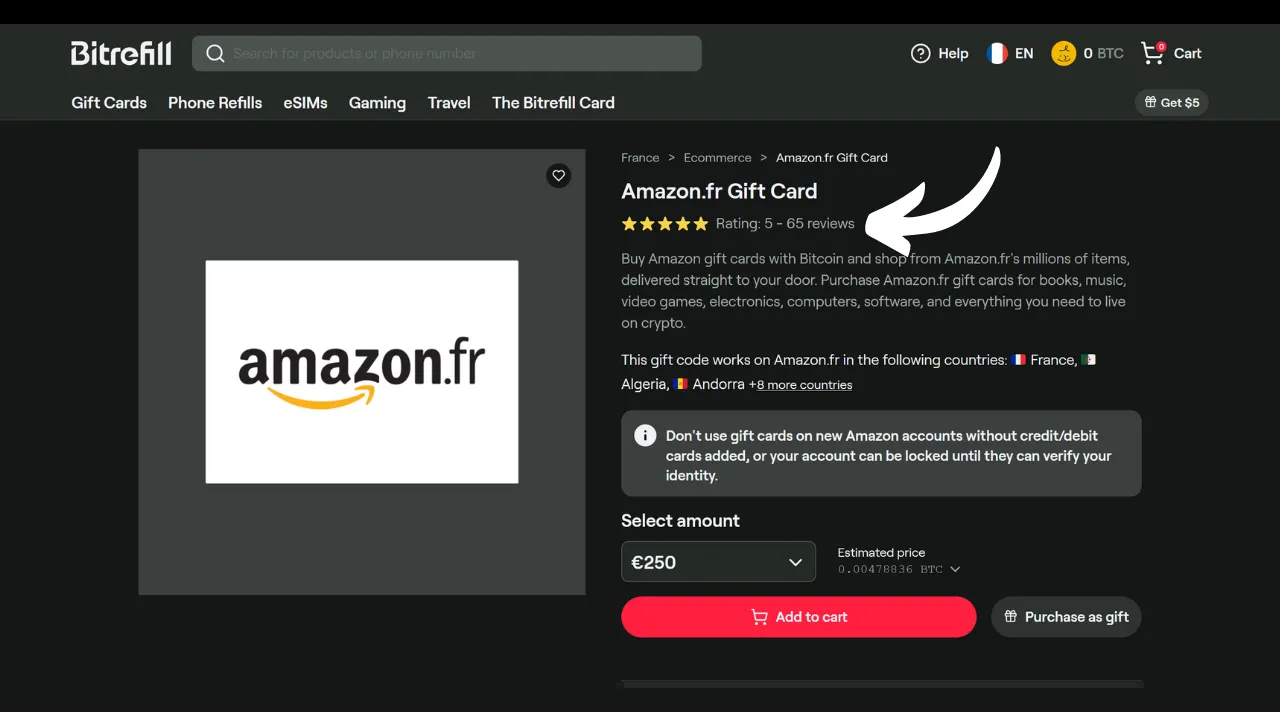 Bitrefill
Search for products or phone number
Help
EN
0 BTC
0
Cart
Gift Cards
Phone Refills
eSIMs
Gaming
Travel
The Bitrefill Card
Get $5
France > Ecommerce > Amazon.fr Gift Card
Amazon.fr Gift Card
Rating: 5 - 65 reviews
Buy Amazon gift cards with Bitcoin and shop from Amazon.fr's millions of items,
delivered straight to your door. Purchase Amazon.fr gift cards for books, music,
video games, electronics, computers, software, and everything you need to live
on crypto.
This gift code works on Amazon.fr in the following countries: France,
Algeria, Andorra +8 more countries
Don't use gift cards on new Amazon accounts without credit/debit
cards added, or your account can be locked until they can verify your
identity.
Select amount
€250
Estimated price
0.00478836 BTC
Add to cart
Purchase as gift
amazon.fr